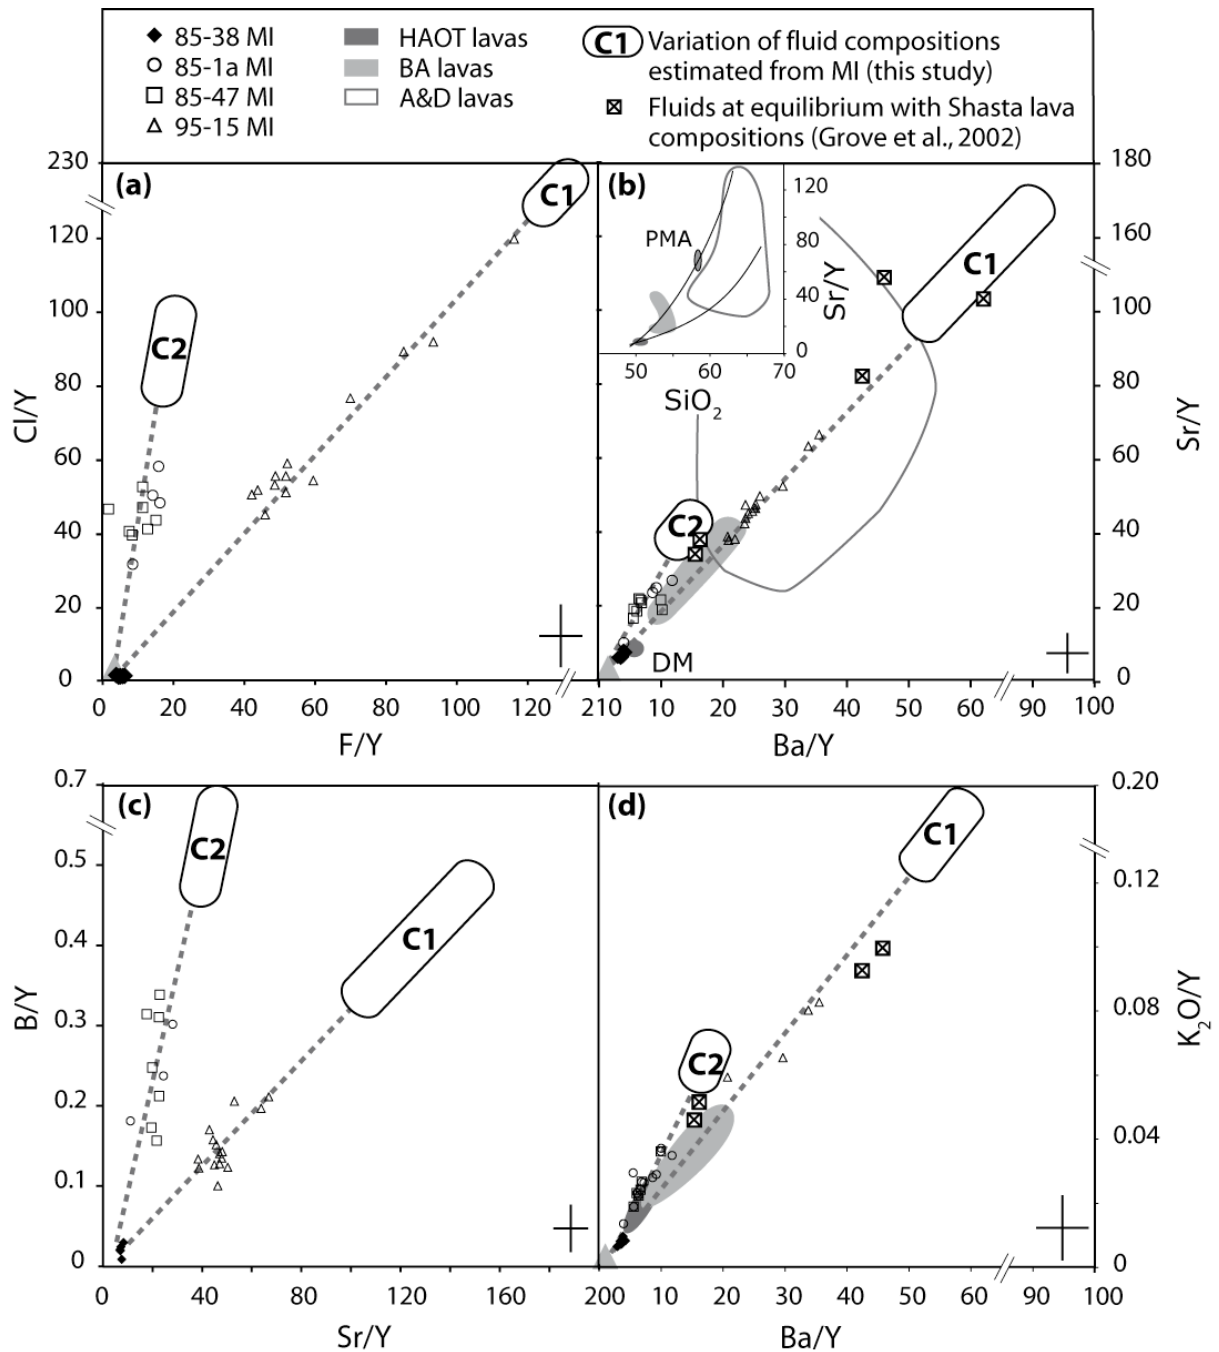 85-38 MI
85-1a MI
85-47 MI
95-15 MI
HAOT lavas
BA lavas
A&D lavas
C1 Variation of fluid compositions
estimated from MI (this study)
Fluids at equilibrium with Shasta lava
compositions (Grove et al., 2002)
(a)
230
120
100
80
60
40
20
0
Cl/Y
C1
C2
0 40 80 100 120 210
F/Y
(b)
PMA
120
80
40
0
Sr/Y
50 60 70
SiO2
C1
C2
DM
180
160
100
80
60
40
20
0
Sr/Y
10 20 30 40 50 60 90 100
Ba/Y
(c)
0.7
0.5
0.4
0.3
0.2
0.1
0
B/Y
C2
C1
0 40 80 120 160 200
Sr/Y
(d)
C1
C2
0.20
0.12
0.08
0.04
0
K2O/Y
10 20 30 40 50 60 90 100
Ba/Y